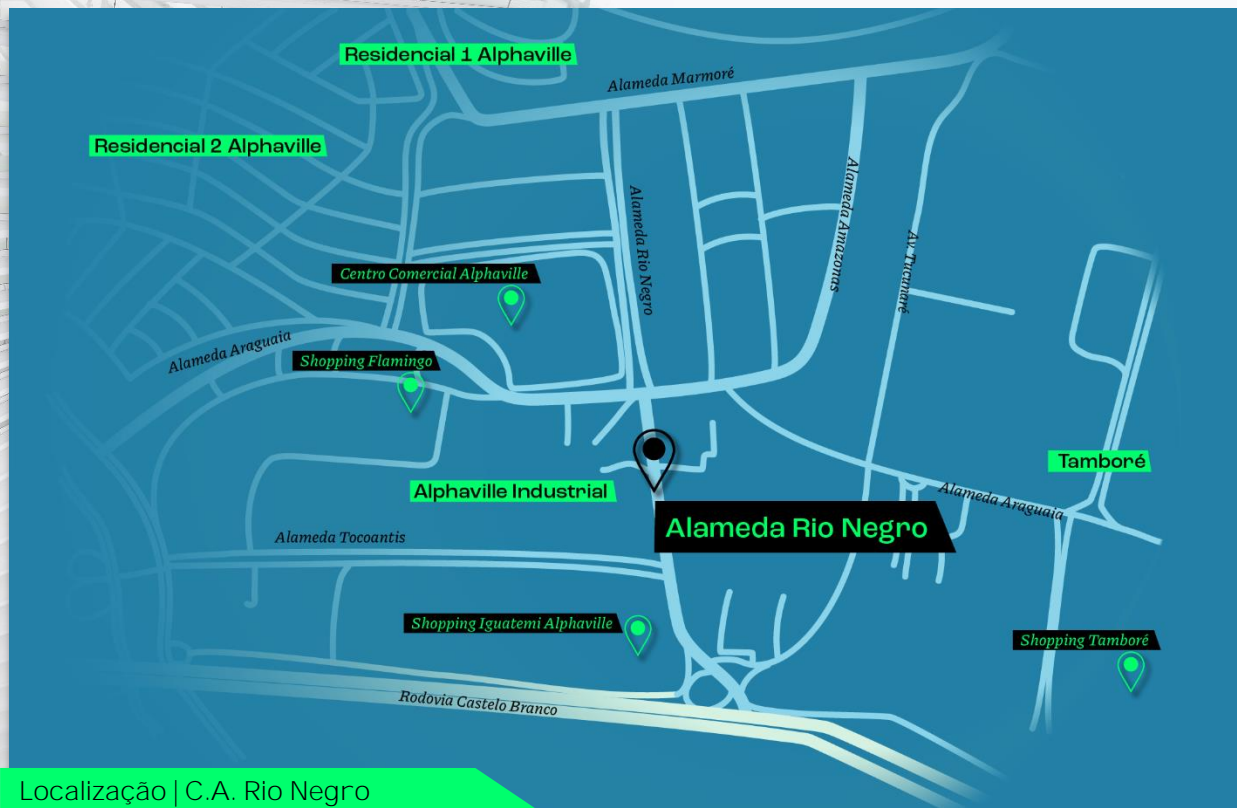 Residencial 1 Alphaville
Alameda Marmoré
Residencial 2 Alphaville
Alameda Rio Negro
Alameda Amazonas
Av. Tucunaré
Centro Comercial Alphaville
Alameda Araguaia
Shopping Flamingo
Tamboré
Alphaville Industrial
Alameda Araguaia
Alameda Rio Negro
Alameda Tocoantis
Shopping Iguatemi Alphaville
Shopping Tamboré
Rodovia Castelo Branco
Localização | C.A. Rio Negro